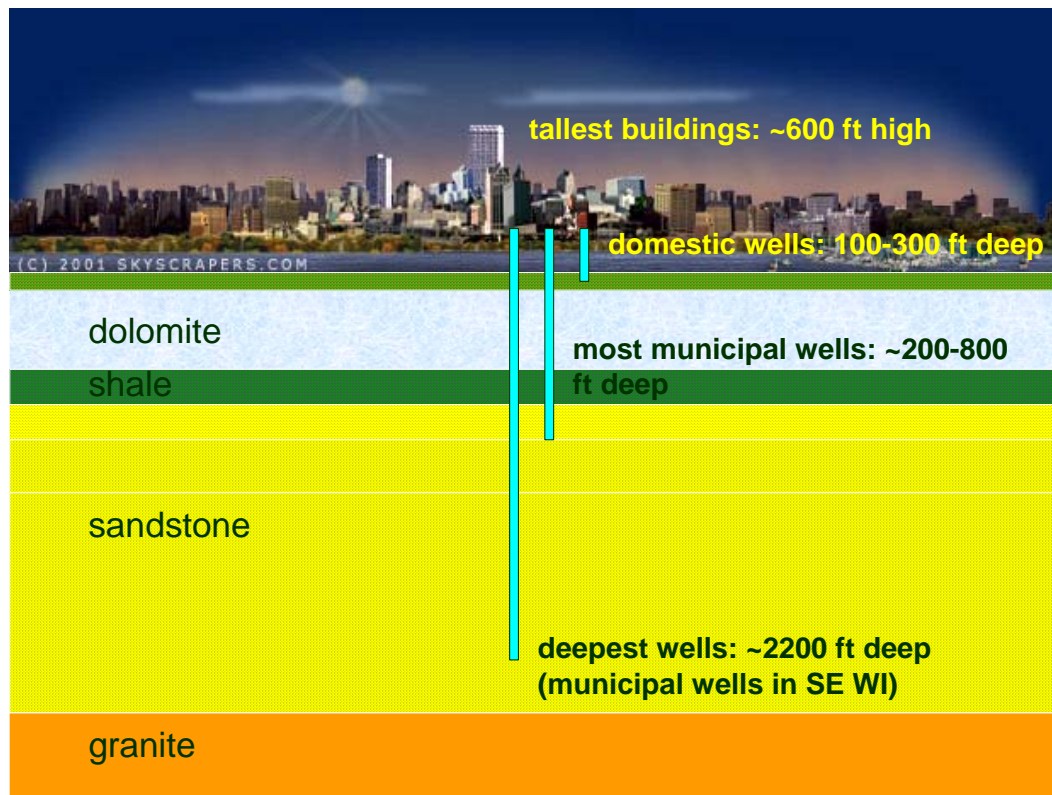 tallest buildings: ~600 ft high
domestic wells: 100-300 ft deep
(C) 2001 SKYSCRAPERS.COM
dolomite
most municipal wells: ~200-800
ft deep
shale
sandstone
deepest wells: ~2200 ft deep
(municipal wells in SE WI)
granite